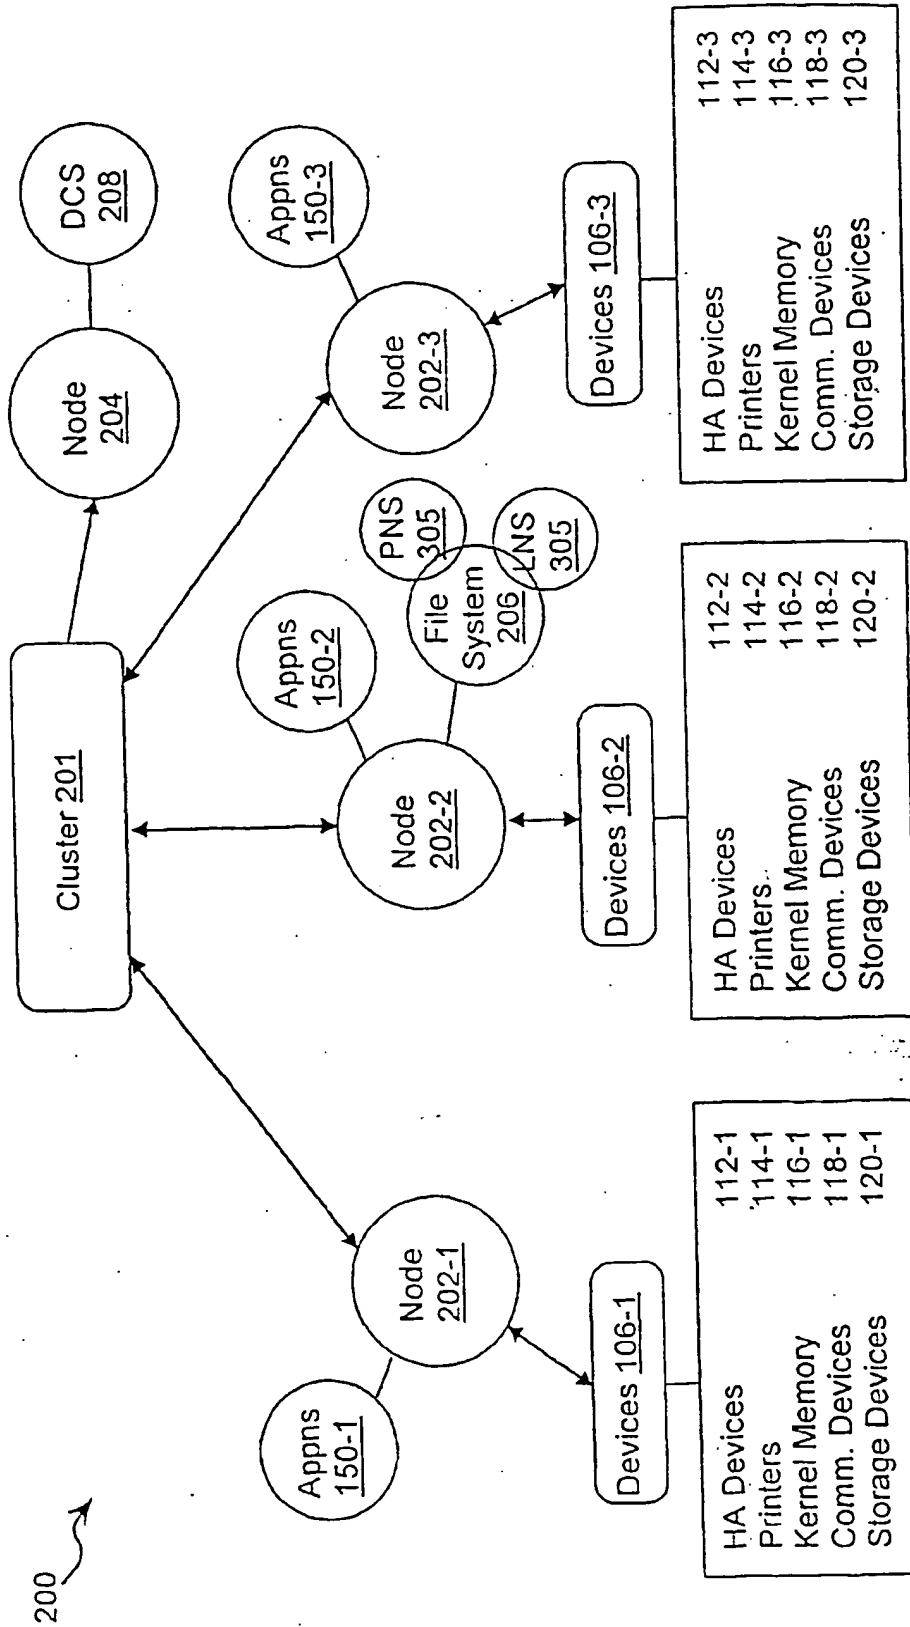 200
Cluster 201
Node
204
DCS
208
Appns
150-1
Node
202-1
Appns
150-2
Node
202-2
File
System
206
PNS
305
LNS
305
Appns
150-3
Node
202-3
Devices 106-1
HA Devices 112-1
Printers 114-1
Kernel Memory 116-1
Comm. Devices 118-1
Storage Devices 120-1
Devices 106-2
HA Devices 112-2
Printers 114-2
Kernel Memory 116-2
Comm. Devices 118-2
Storage Devices 120-2
Devices 106-3
HA Devices 112-3
Printers 114-3
Kernel Memory 116-3
Comm. Devices 118-3
Storage Devices 120-3